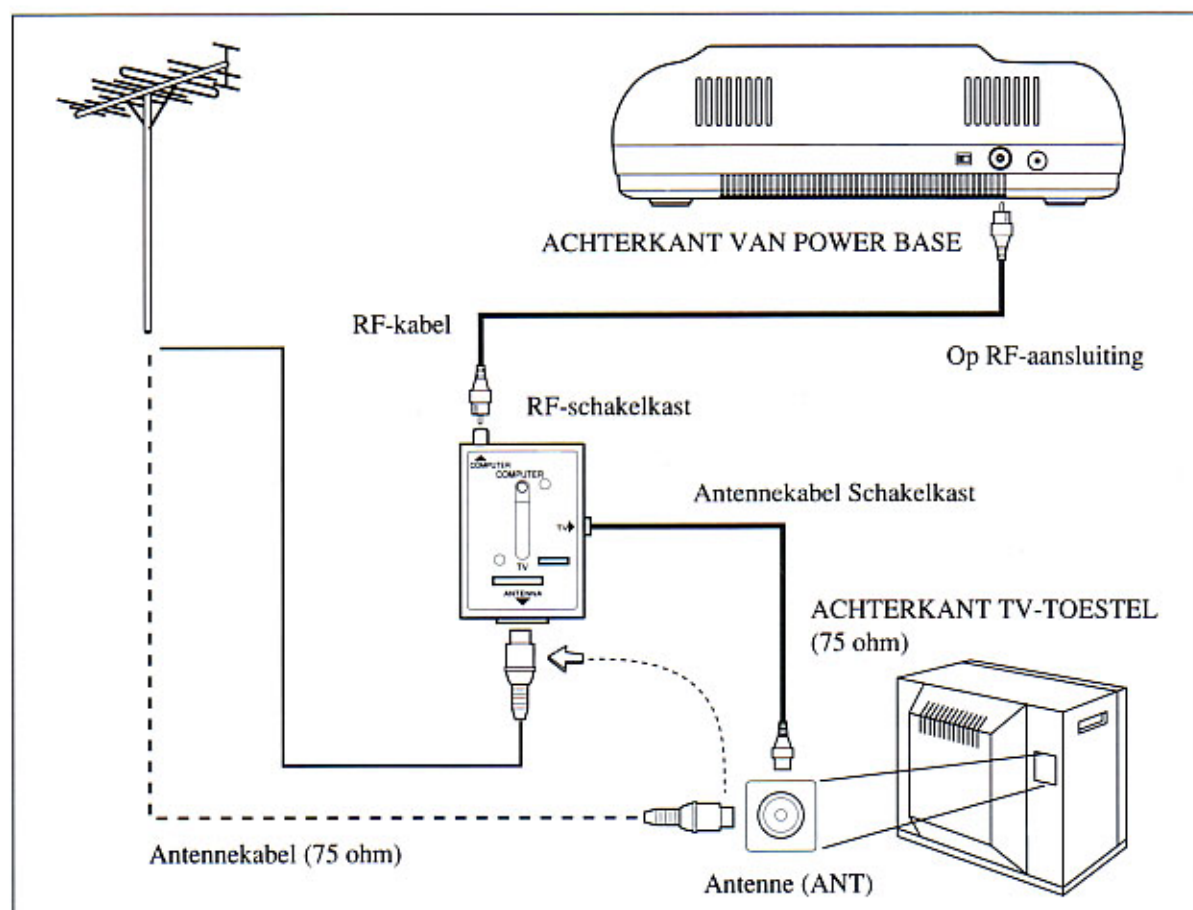 ACHTERKANT VAN POWER BASE
RF-kabel
Op RF-aansluiting
RF-schakelkast
COMPUTER
COMPUTER
Antennekabel Schakelkast
TV
TV
ANTENNA
ACHTERKANT TV-TOESTEL
(75 ohm)
Antennekabel (75 ohm)
Antenne (ANT)